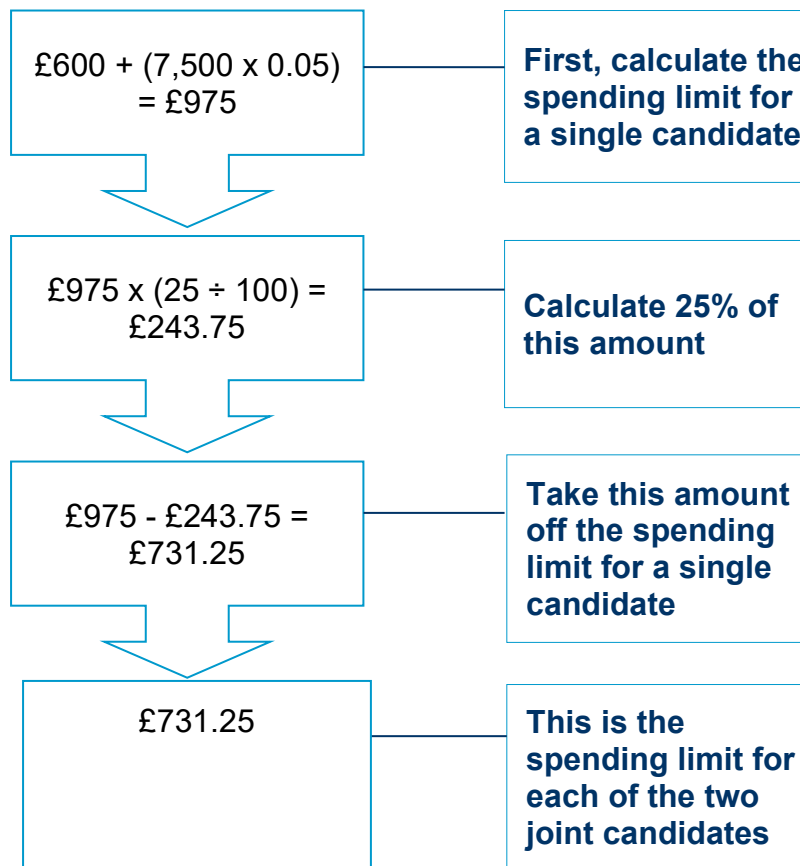 £600 + (7,500 x 0.05)
= £975
First, calculate the
spending limit for
a single candidate
£975 x (25 ÷ 100) =
£243.75
Calculate 25% of
this amount
£975 - £243.75 =
£731.25
Take this amount
off the spending
limit for a single
candidate
£731.25
This is the
spending limit for
each of the two
joint candidates